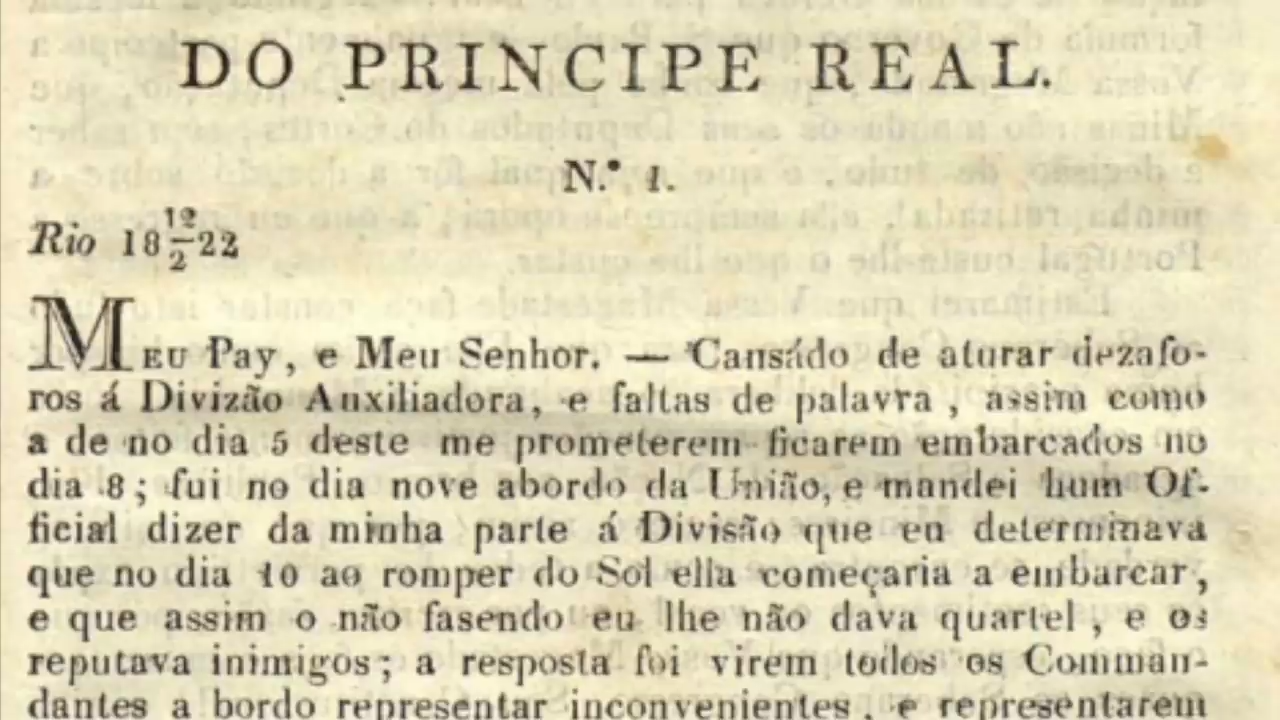 DO PRINCIPE REAL.
N.º 1.
Rio 18 12/2 22
MEU Pay, e Meu Senhor. — Cansádo de aturar dezafo-
ros á Divizão Auxiliadora, e faltas de palavra, assim como
a de no dia 5 deste me prometerem ficarem embarcados no
dia 8; fui no dia nove abordo da União, e mandei hum Of-
ficial dizer da minha parte á Divisão que eu determinava
que no dia 10 ao romper do Sol ella começaria a embarcar,
e que assim o não fasendo eu lhe não dava quartel, e os
reputava inimigos; a resposta foi virem todos os Comman-
dantes a bordo representar inconvenientes, e representarem